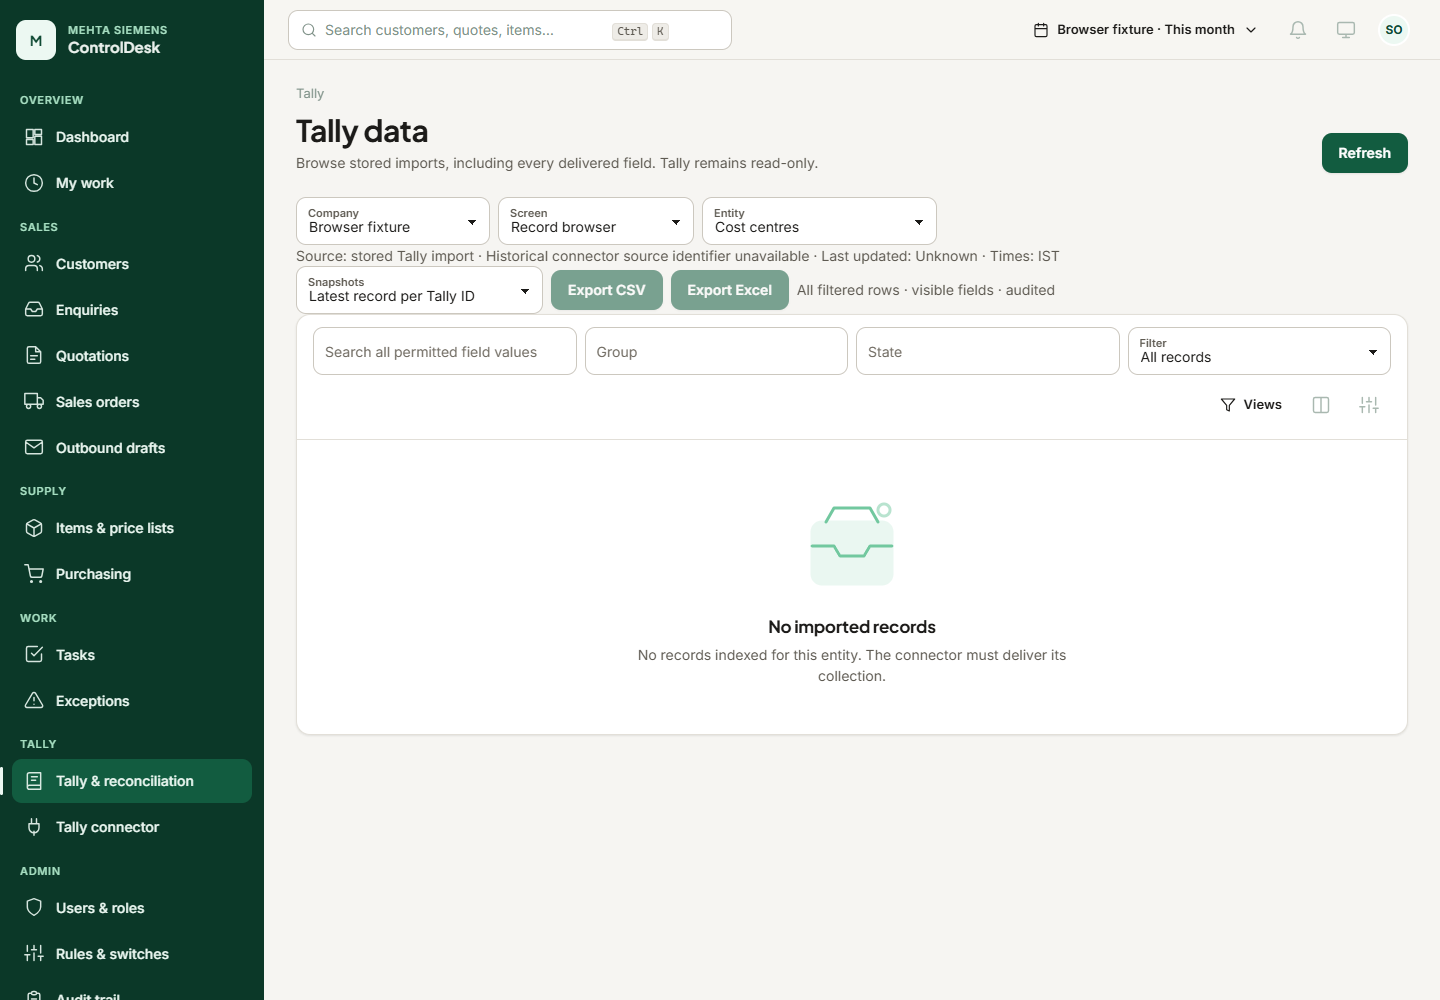 M
MEHTA SIEMENS
ControlDesk
OVERVIEW
Dashboard
My work
SALES
Customers
Enquiries
Quotations
Sales orders
Outbound drafts
SUPPLY
Items & price lists
Purchasing
WORK
Tasks
Exceptions
TALLY
Tally & reconciliation
Tally connector
ADMIN
Users & roles
Rules & switches
Audit trail
Search customers, quotes, items... Ctrl K
Browser fixture · This month
SO
Tally
Tally data
Browse stored imports, including every delivered field. Tally remains read-only.
Refresh
Company
Browser fixture
Screen
Record browser
Entity
Cost centres
Source: stored Tally import · Historical connector source identifier unavailable · Last updated: Unknown · Times: IST
Snapshots
Latest record per Tally ID
Export CSV
Export Excel
All filtered rows · visible fields · audited
Search all permitted field values
Group
State
Filter
All records
Views
No imported records
No records indexed for this entity. The connector must deliver its
collection.